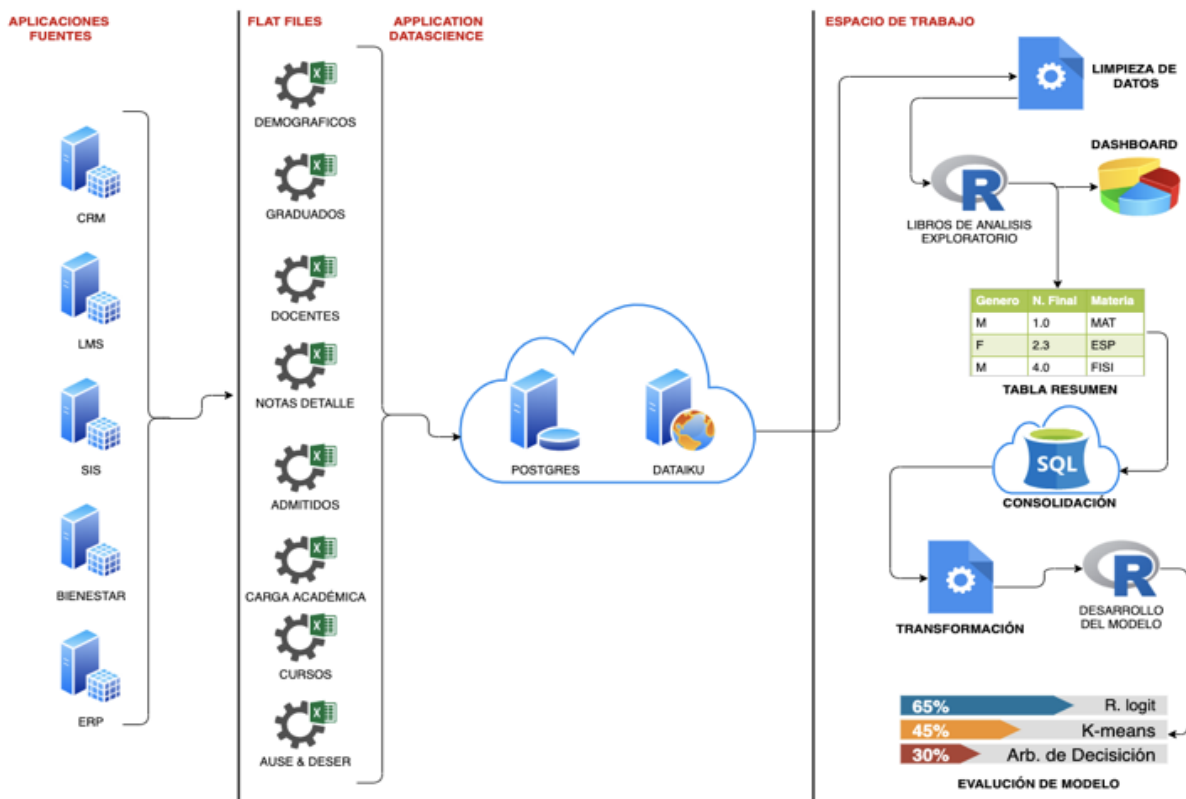 APLICACIONES
FUENTES
CRM
LMS
SIS
BIENESTAR
ERP
FLAT FILES
DEMOGRAFICOS
GRADUADOS
DOCENTES
NOTAS DETALLE
ADMITIDOS
CARGA ACADÉMICA
CURSOS
AUSE & DESER
APPLICATION
DATASCIENCE
POSTGRES
DATAIKU
ESPACIO DE TRABAJO
LIMPIEZA DE
DATOS
DASHBOARD
R
LIBROS DE ANALISIS
EXPLORATORIO
Genero N. Final Materia
M 1.0 MAT
F 2.3 ESP
M 4.0 FISI
TABLA RESUMEN
SQL
CONSOLIDACIÓN
TRANSFORMACIÓN
R
DESARROLLO
DEL MODELO
65% R. logit
45% K-means
30% Arb. de Decisición
EVALUCIÓN DE MODELO